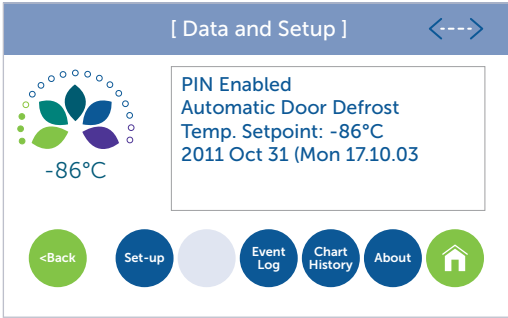 [ Data and Setup ]
PIN Enabled
Automatic Door Defrost
Temp. Setpoint: -86°C
2011 Oct 31 (Mon 17.10.03
-86°C
<Back
Set-up
Event
Log
Chart
History
About